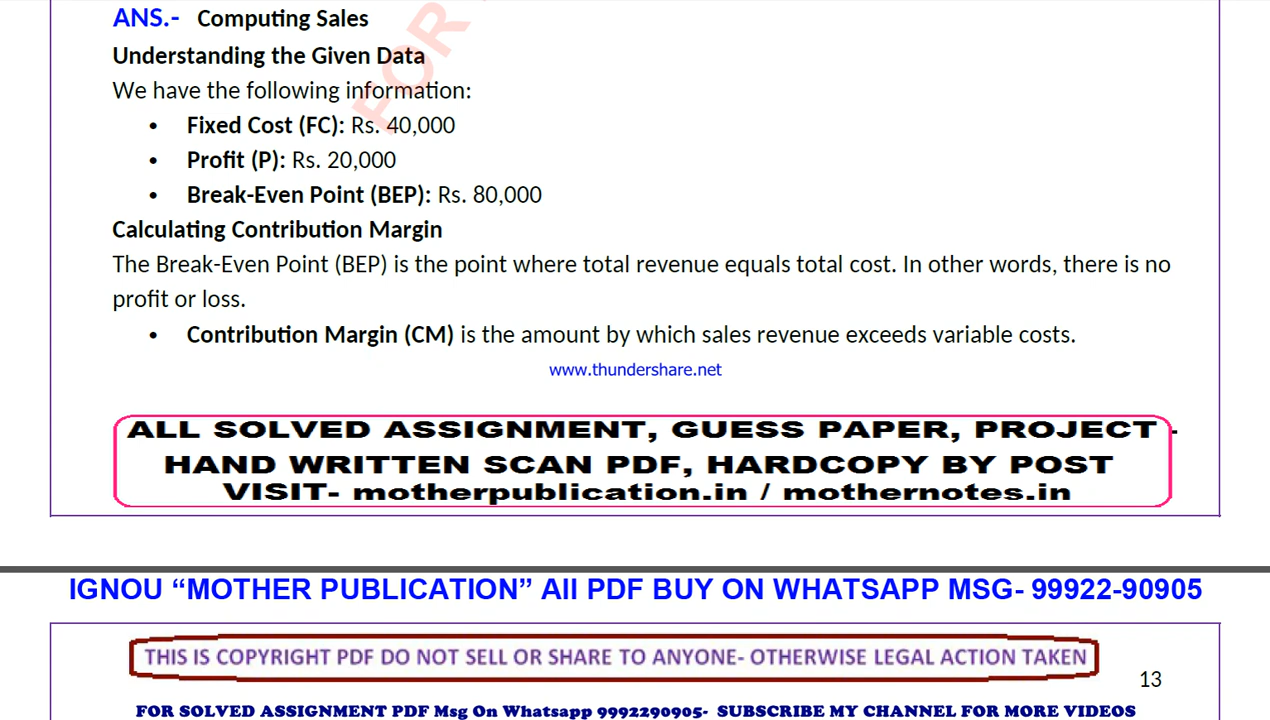 ANS.- Computing Sales
Understanding the Given Data
We have the following information:
• Fixed Cost (FC): Rs. 40,000
• Profit (P): Rs. 20,000
• Break-Even Point (BEP): Rs. 80,000
Calculating Contribution Margin
The Break-Even Point (BEP) is the point where total revenue equals total cost. In other words, there is no
profit or loss.
• Contribution Margin (CM) is the amount by which sales revenue exceeds variable costs.
www.thundershare.net
ALL SOLVED ASSIGNMENT, GUESS PAPER, PROJECT -
HAND WRITTEN SCAN PDF, HARDCOPY BY POST
VISIT- motherpublication.in / mothernotes.in
IGNOU “MOTHER PUBLICATION” All PDF BUY ON WHATSAPP MSG- 99922-90905
THIS IS COPYRIGHT PDF DO NOT SELL OR SHARE TO ANYONE- OTHERWISE LEGAL ACTION TAKEN
13
FOR SOLVED ASSIGNMENT PDF Msg On Whatsapp 9992290905- SUBSCRIBE MY CHANNEL FOR MORE VIDEOS
FOR